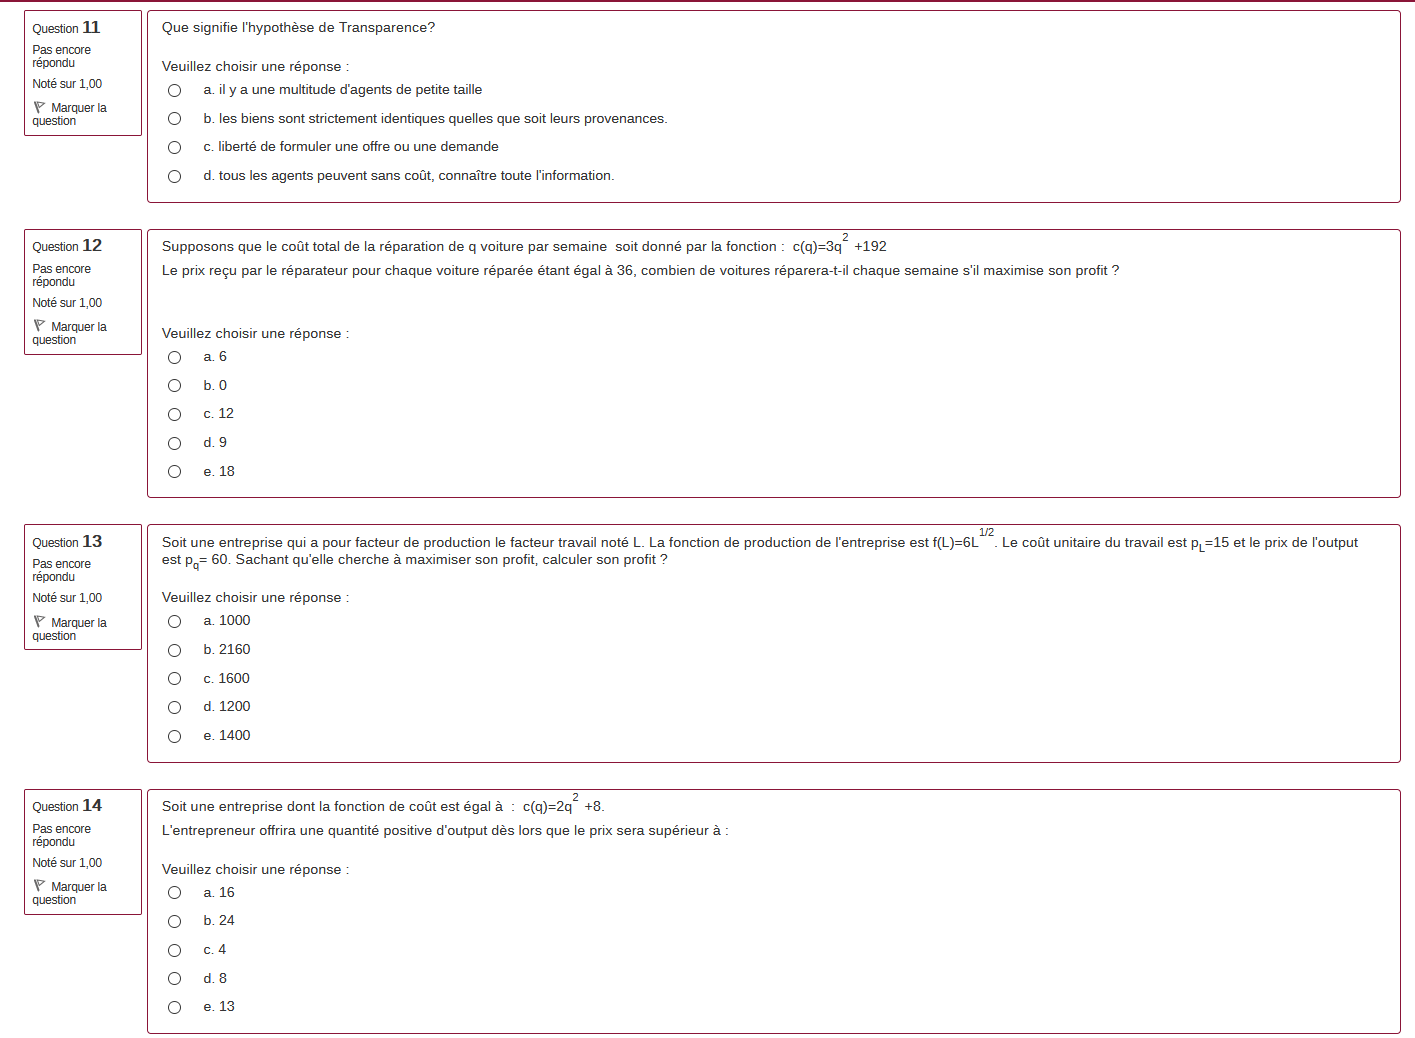 Question 11
Pas encore
répondu
Noté sur 1,00
Marquer la
question
Que signifie l'hypothèse de Transparence?
Veuillez choisir une réponse :
a. il y a une multitude d'agents de petite taille
b. les biens sont strictement identiques quelles que soit leurs provenances.
c. liberté de formuler une offre ou une demande
d. tous les agents peuvent sans coût, connaître toute l'information.
Question 12
Pas encore
répondu
Noté sur 1,00
Marquer la
question
Supposons que le coût total de la réparation de q voiture par semaine  soit donné par la fonction :  c(q)=3q² +192
Le prix reçu par le réparateur pour chaque voiture réparée étant égal à 36, combien de voitures réparera-t-il chaque semaine s'il maximise son profit ?
Veuillez choisir une réponse :
a. 6
b. 0
c. 12
d. 9
e. 18
Question 13
Pas encore
répondu
Noté sur 1,00
Marquer la
question
Soit une entreprise qui a pour facteur de production le facteur travail noté L. La fonction de production de l'entreprise est f(L)=6L^1/2. Le coût unitaire du travail est p_L=15 et le prix de l'output
est p_q= 60. Sachant qu'elle cherche à maximiser son profit, calculer son profit ?
Veuillez choisir une réponse :
a. 1000
b. 2160
c. 1600
d. 1200
e. 1400
Question 14
Pas encore
répondu
Noté sur 1,00
Marquer la
question
Soit une entreprise dont la fonction de coût est égal à  :  c(q)=2q² +8.
L'entrepreneur offrira une quantité positive d'output dès lors que le prix sera supérieur à :
Veuillez choisir une réponse :
a. 16
b. 24
c. 4
d. 8
e. 13